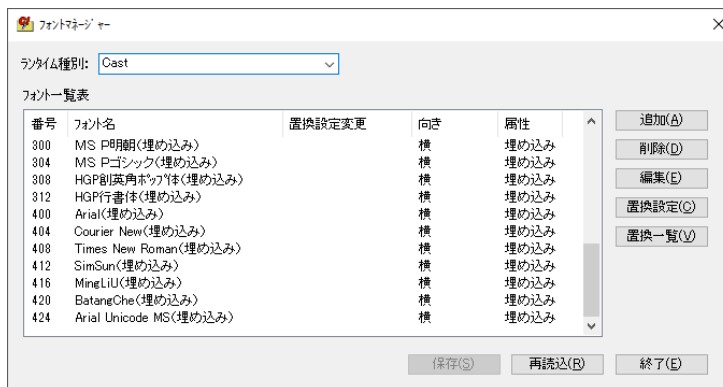 フォントマネージャー
ランタイム種別: Cast
フォント一覧表
番号 フォント名 置換設定変更 向き 属性
300 MS P明朝(埋め込み) 横 埋め込み
304 MS Pゴシック(埋め込み) 横 埋め込み
308 HGP創英角ポップ体(埋め込み) 横 埋め込み
312 HGP行書体(埋め込み) 横 埋め込み
400 Arial(埋め込み) 横 埋め込み
404 Courier New(埋め込み) 横 埋め込み
408 Times New Roman(埋め込み) 横 埋め込み
412 SimSun(埋め込み) 横 埋め込み
416 MingLiU(埋め込み) 横 埋め込み
420 BatangChe(埋め込み) 横 埋め込み
424 Arial Unicode MS(埋め込み) 横 埋め込み
追加(A)
削除(D)
編集(E)
置換設定(C)
置換一覧(V)
保存(S) 再読込(R) 終了(E)